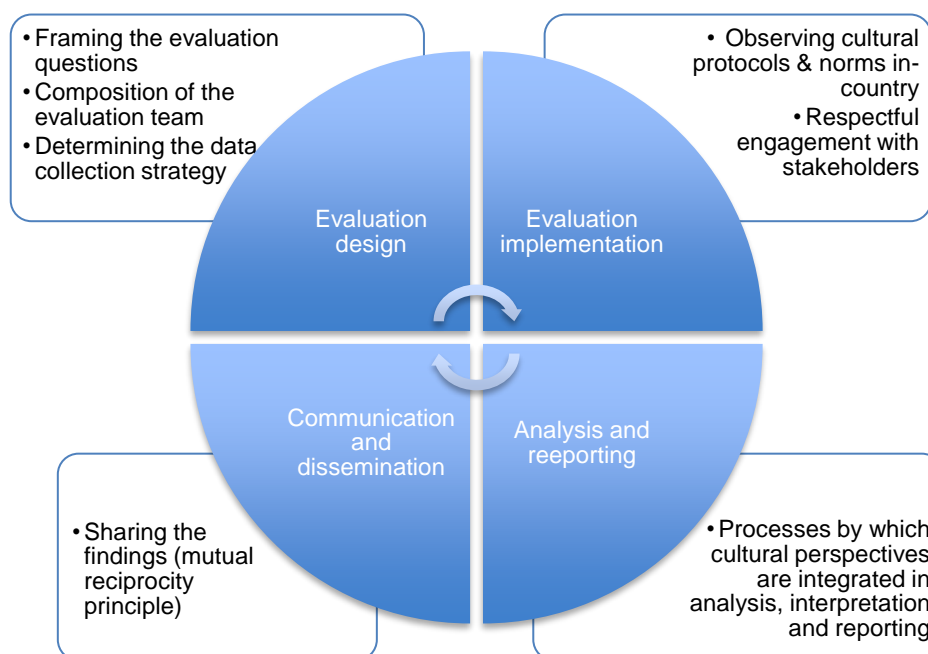 • Framing the evaluation
questions
• Composition of the
evaluation team
• Determining the data
collection strategy
• Observing cultural
protocols & norms in-
country
• Respectful
engagement with
stakeholders
Evaluation
design
Evaluation
implementation
Communication
and
dissemination
Analysis and
reeporting
• Sharing the
findings (mutual
reciprocity
principle)
• Processes by which
cultural perspectives
are integrated in
analysis, interpretation
and reporting